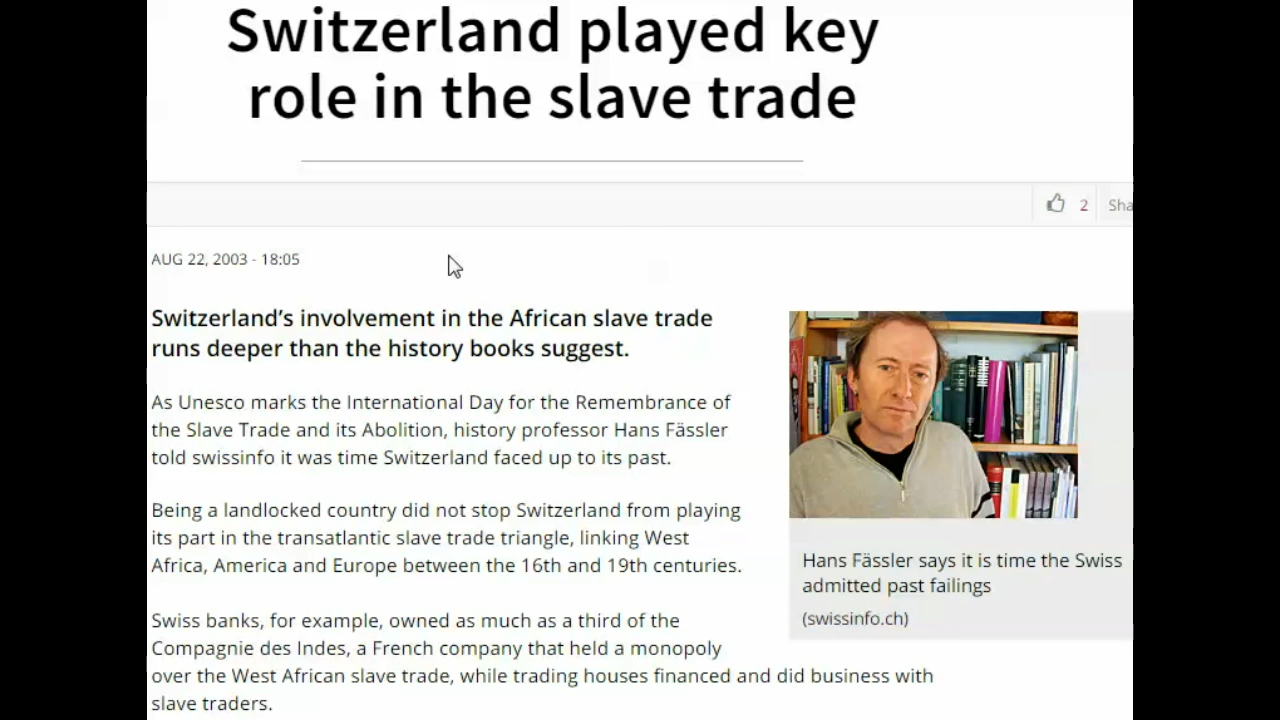 Switzerland played key
role in the slave trade
2
Sha
AUG 22, 2003 - 18:05
Switzerland’s involvement in the African slave trade
runs deeper than the history books suggest.
As Unesco marks the International Day for the Remembrance of
the Slave Trade and its Abolition, history professor Hans Fässler
told swissinfo it was time Switzerland faced up to its past.
Being a landlocked country did not stop Switzerland from playing
its part in the transatlantic slave trade triangle, linking West
Africa, America and Europe between the 16th and 19th centuries.
Swiss banks, for example, owned as much as a third of the
Compagnie des Indes, a French company that held a monopoly
over the West African slave trade, while trading houses financed and did business with
slave traders.
Hans Fässler says it is time the Swiss
admitted past failings
(swissinfo.ch)